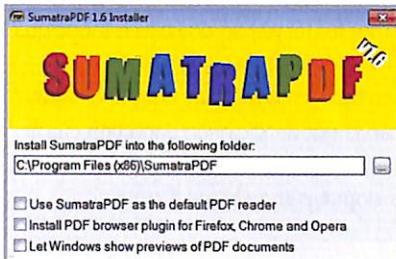 SumatraPDF 1.6 Installer
SUMATRAPDF
v1.6
Install SumatraPDF into the following folder:
C:\Program Files (x86)\SumatraPDF
...
Use SumatraPDF as the default PDF reader
Install PDF browser plugin for Firefox, Chrome and Opera
Let Windows show previews of PDF documents